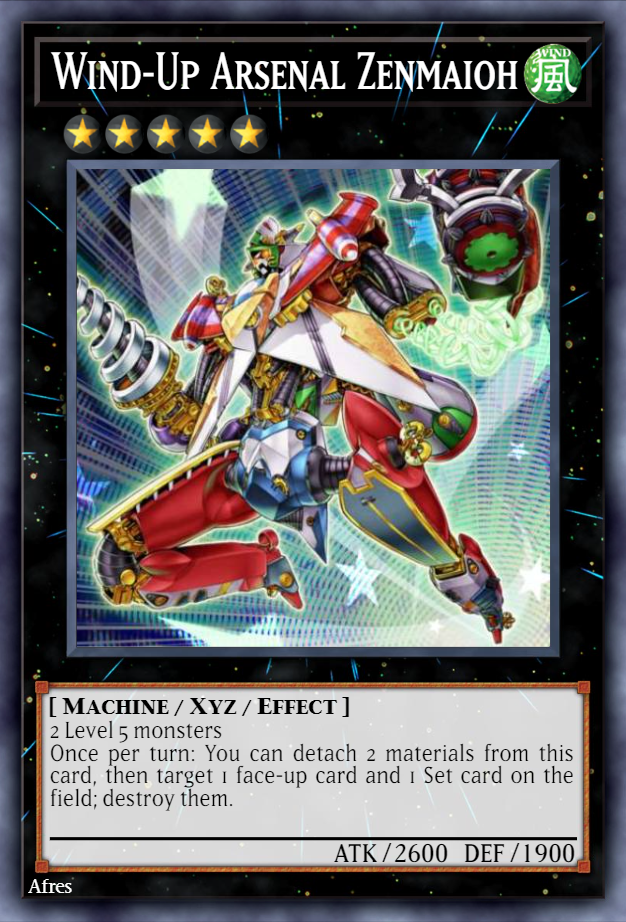 Wind-Up Arsenal Zenmaioh
WIND
風
[ Machine / Xyz / Effect ]
2 Level 5 monsters
Once per turn: You can detach 2 materials from this
card, then target 1 face-up card and 1 Set card on the
field; destroy them.
ATK/2600 DEF/1900
Afres